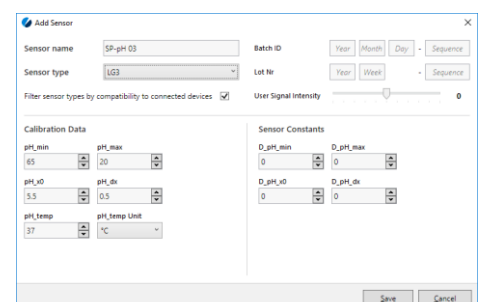 Add Sensor
Sensor name SP-pH 03 Batch ID Year Month Day - Sequence
Sensor type LG3 Lot Nr Year Week - Sequence
Filter sensor types by compatibility to connected devices User Signal Intensity 0
Calibration Data Sensor Constants
pH_min pH_max D_pH_min D_pH_max
65 20 0 0
pH_x0 pH_dx D_pH_x0 D_pH_dx
5.5 0.5 0 0
pH_temp pH_temp Unit
37 °C
Save Cancel